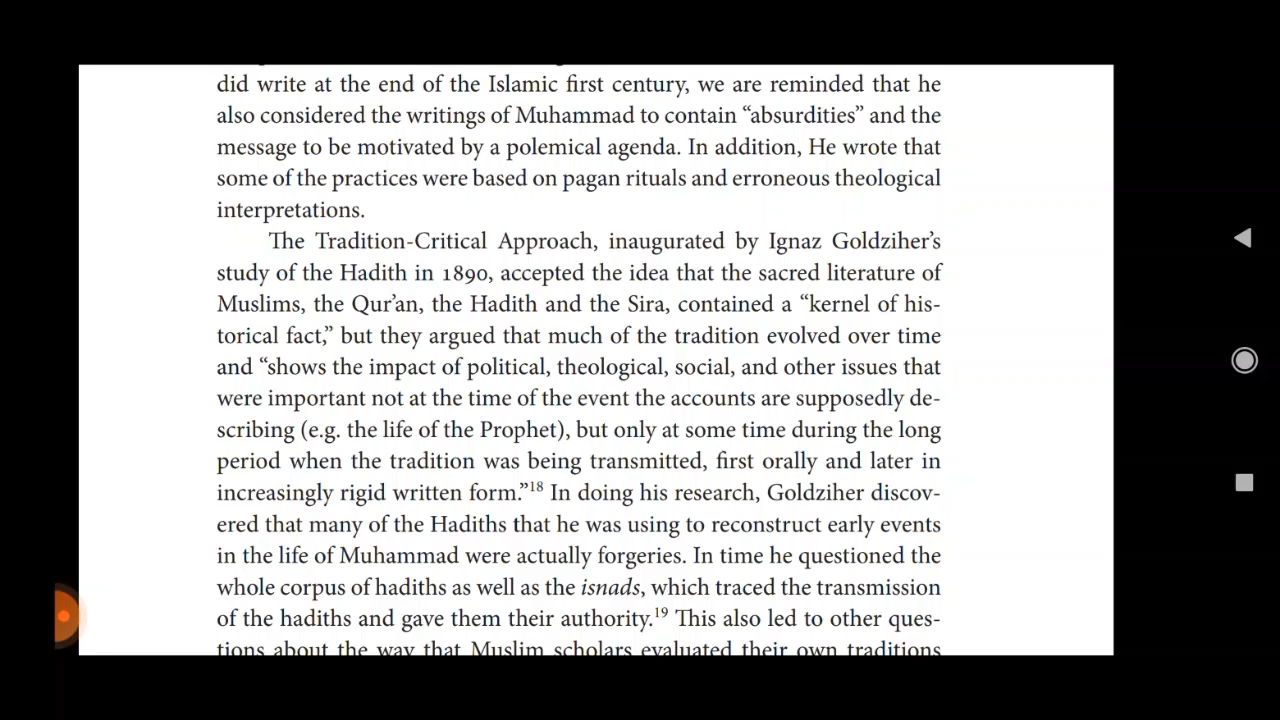 did write at the end of the Islamic first century, we are reminded that he
also considered the writings of Muhammad to contain “absurdities” and the
message to be motivated by a polemical agenda. In addition, He wrote that
some of the practices were based on pagan rituals and erroneous theological
interpretations.
The Tradition-Critical Approach, inaugurated by Ignaz Goldziher’s
study of the Hadith in 1890, accepted the idea that the sacred literature of
Muslims, the Qur’an, the Hadith and the Sira, contained a “kernel of his-
torical fact,” but they argued that much of the tradition evolved over time
and “shows the impact of political, theological, social, and other issues that
were important not at the time of the event the accounts are supposedly de-
scribing (e.g. the life of the Prophet), but only at some time during the long
period when the tradition was being transmitted, first orally and later in
increasingly rigid written form.”18 In doing his research, Goldziher discov-
ered that many of the Hadiths that he was using to reconstruct early events
in the life of Muhammad were actually forgeries. In time he questioned the
whole corpus of hadiths as well as the isnads, which traced the transmission
of the hadiths and gave them their authority.19 This also led to other ques-
tions about the way that Muslim scholars evaluated their own traditions